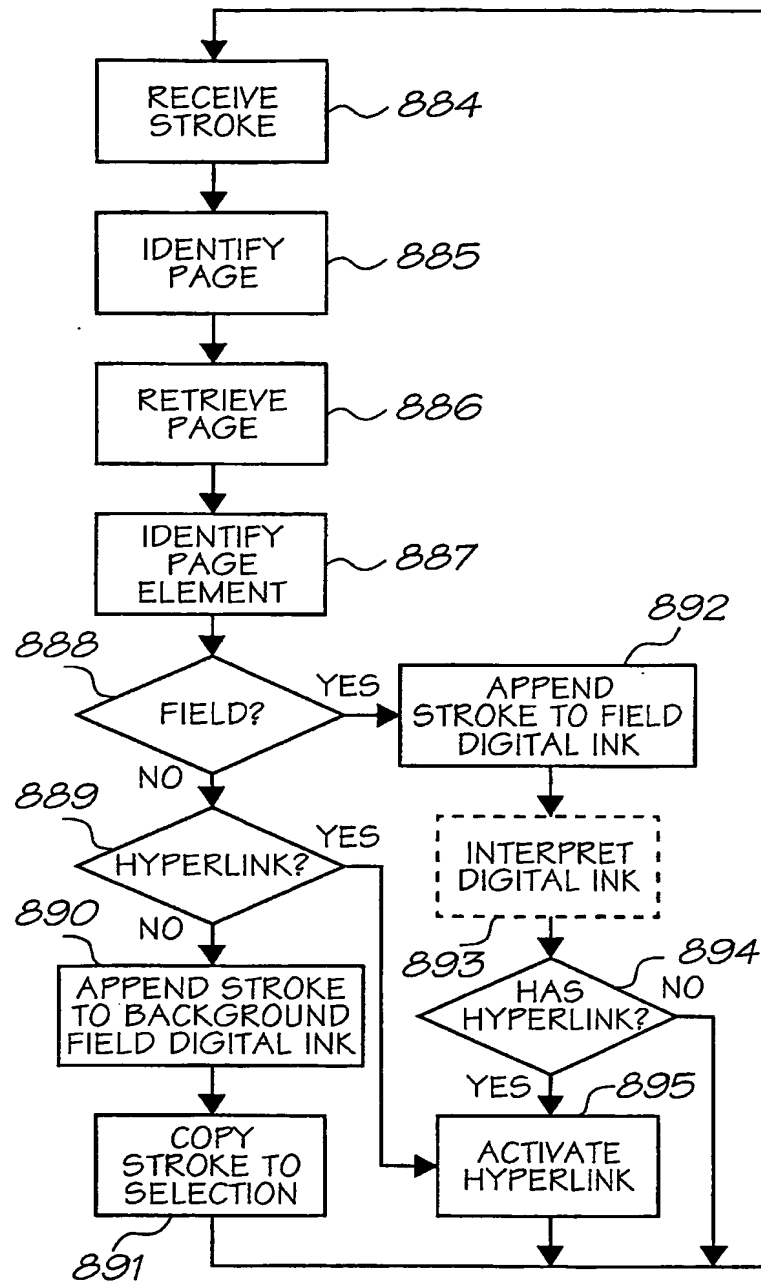 RECEIVE
STROKE
884
IDENTIFY
PAGE
885
RETRIEVE
PAGE
886
IDENTIFY
PAGE
ELEMENT
887
888
FIELD?
YES
NO
892
APPEND
STROKE TO FIELD
DIGITAL INK
889
HYPERLINK?
YES
NO
INTERPRET
DIGITAL INK
893
890
APPEND STROKE
TO BACKGROUND
FIELD DIGITAL INK
894
HAS
HYPERLINK?
NO
YES
COPY
STROKE TO
SELECTION
891
895
ACTIVATE
HYPERLINK